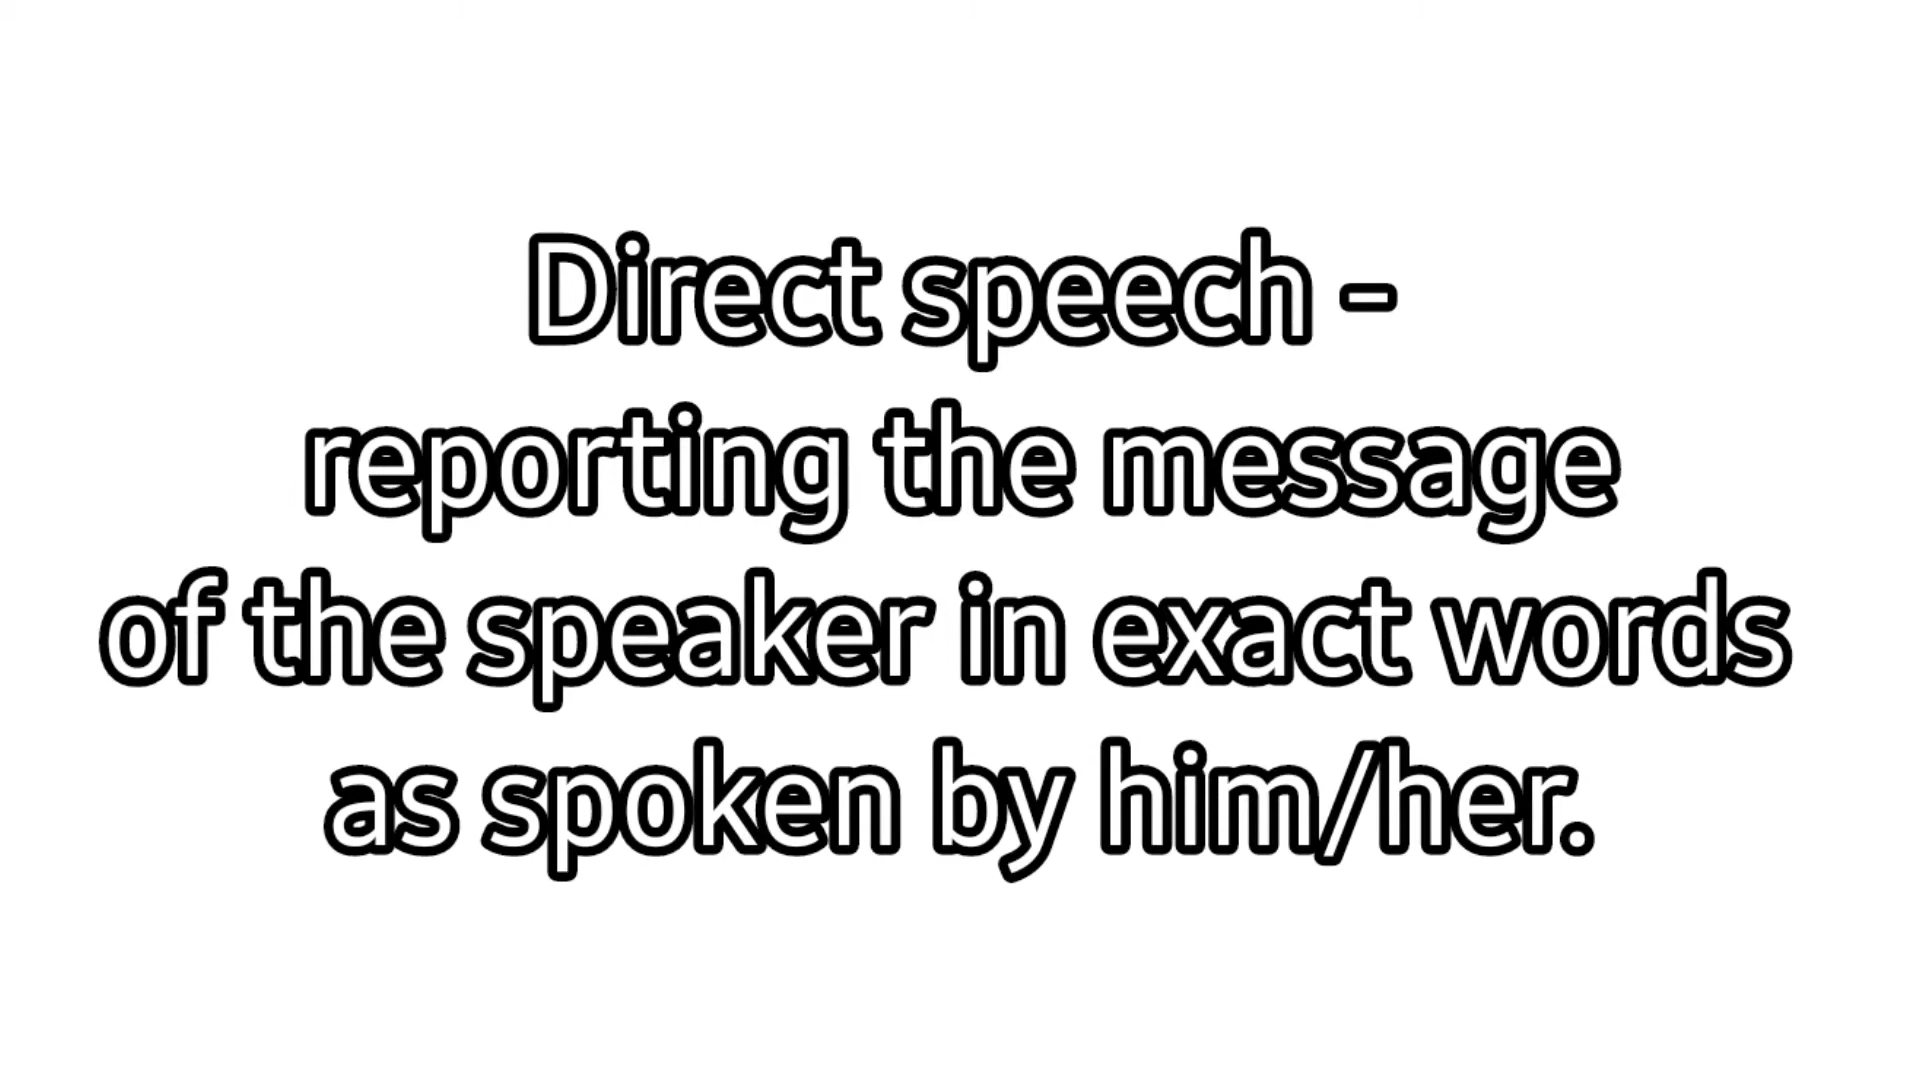 Direct speech -
reporting the message
of the speaker in exact words
as spoken by him/her.